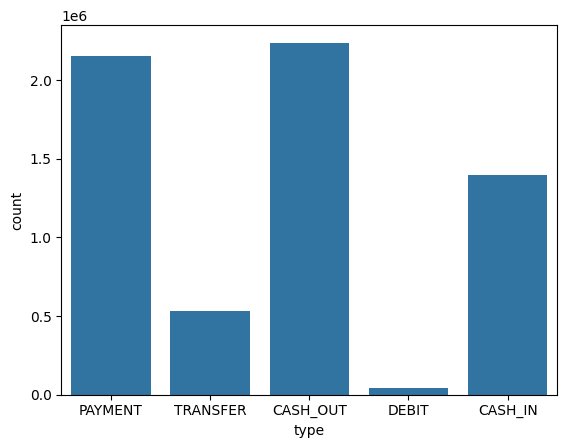 1e6
2.0
1.5
1.0
0.5
0.0
count
PAYMENT TRANSFER CASH_OUT DEBIT CASH_IN
type